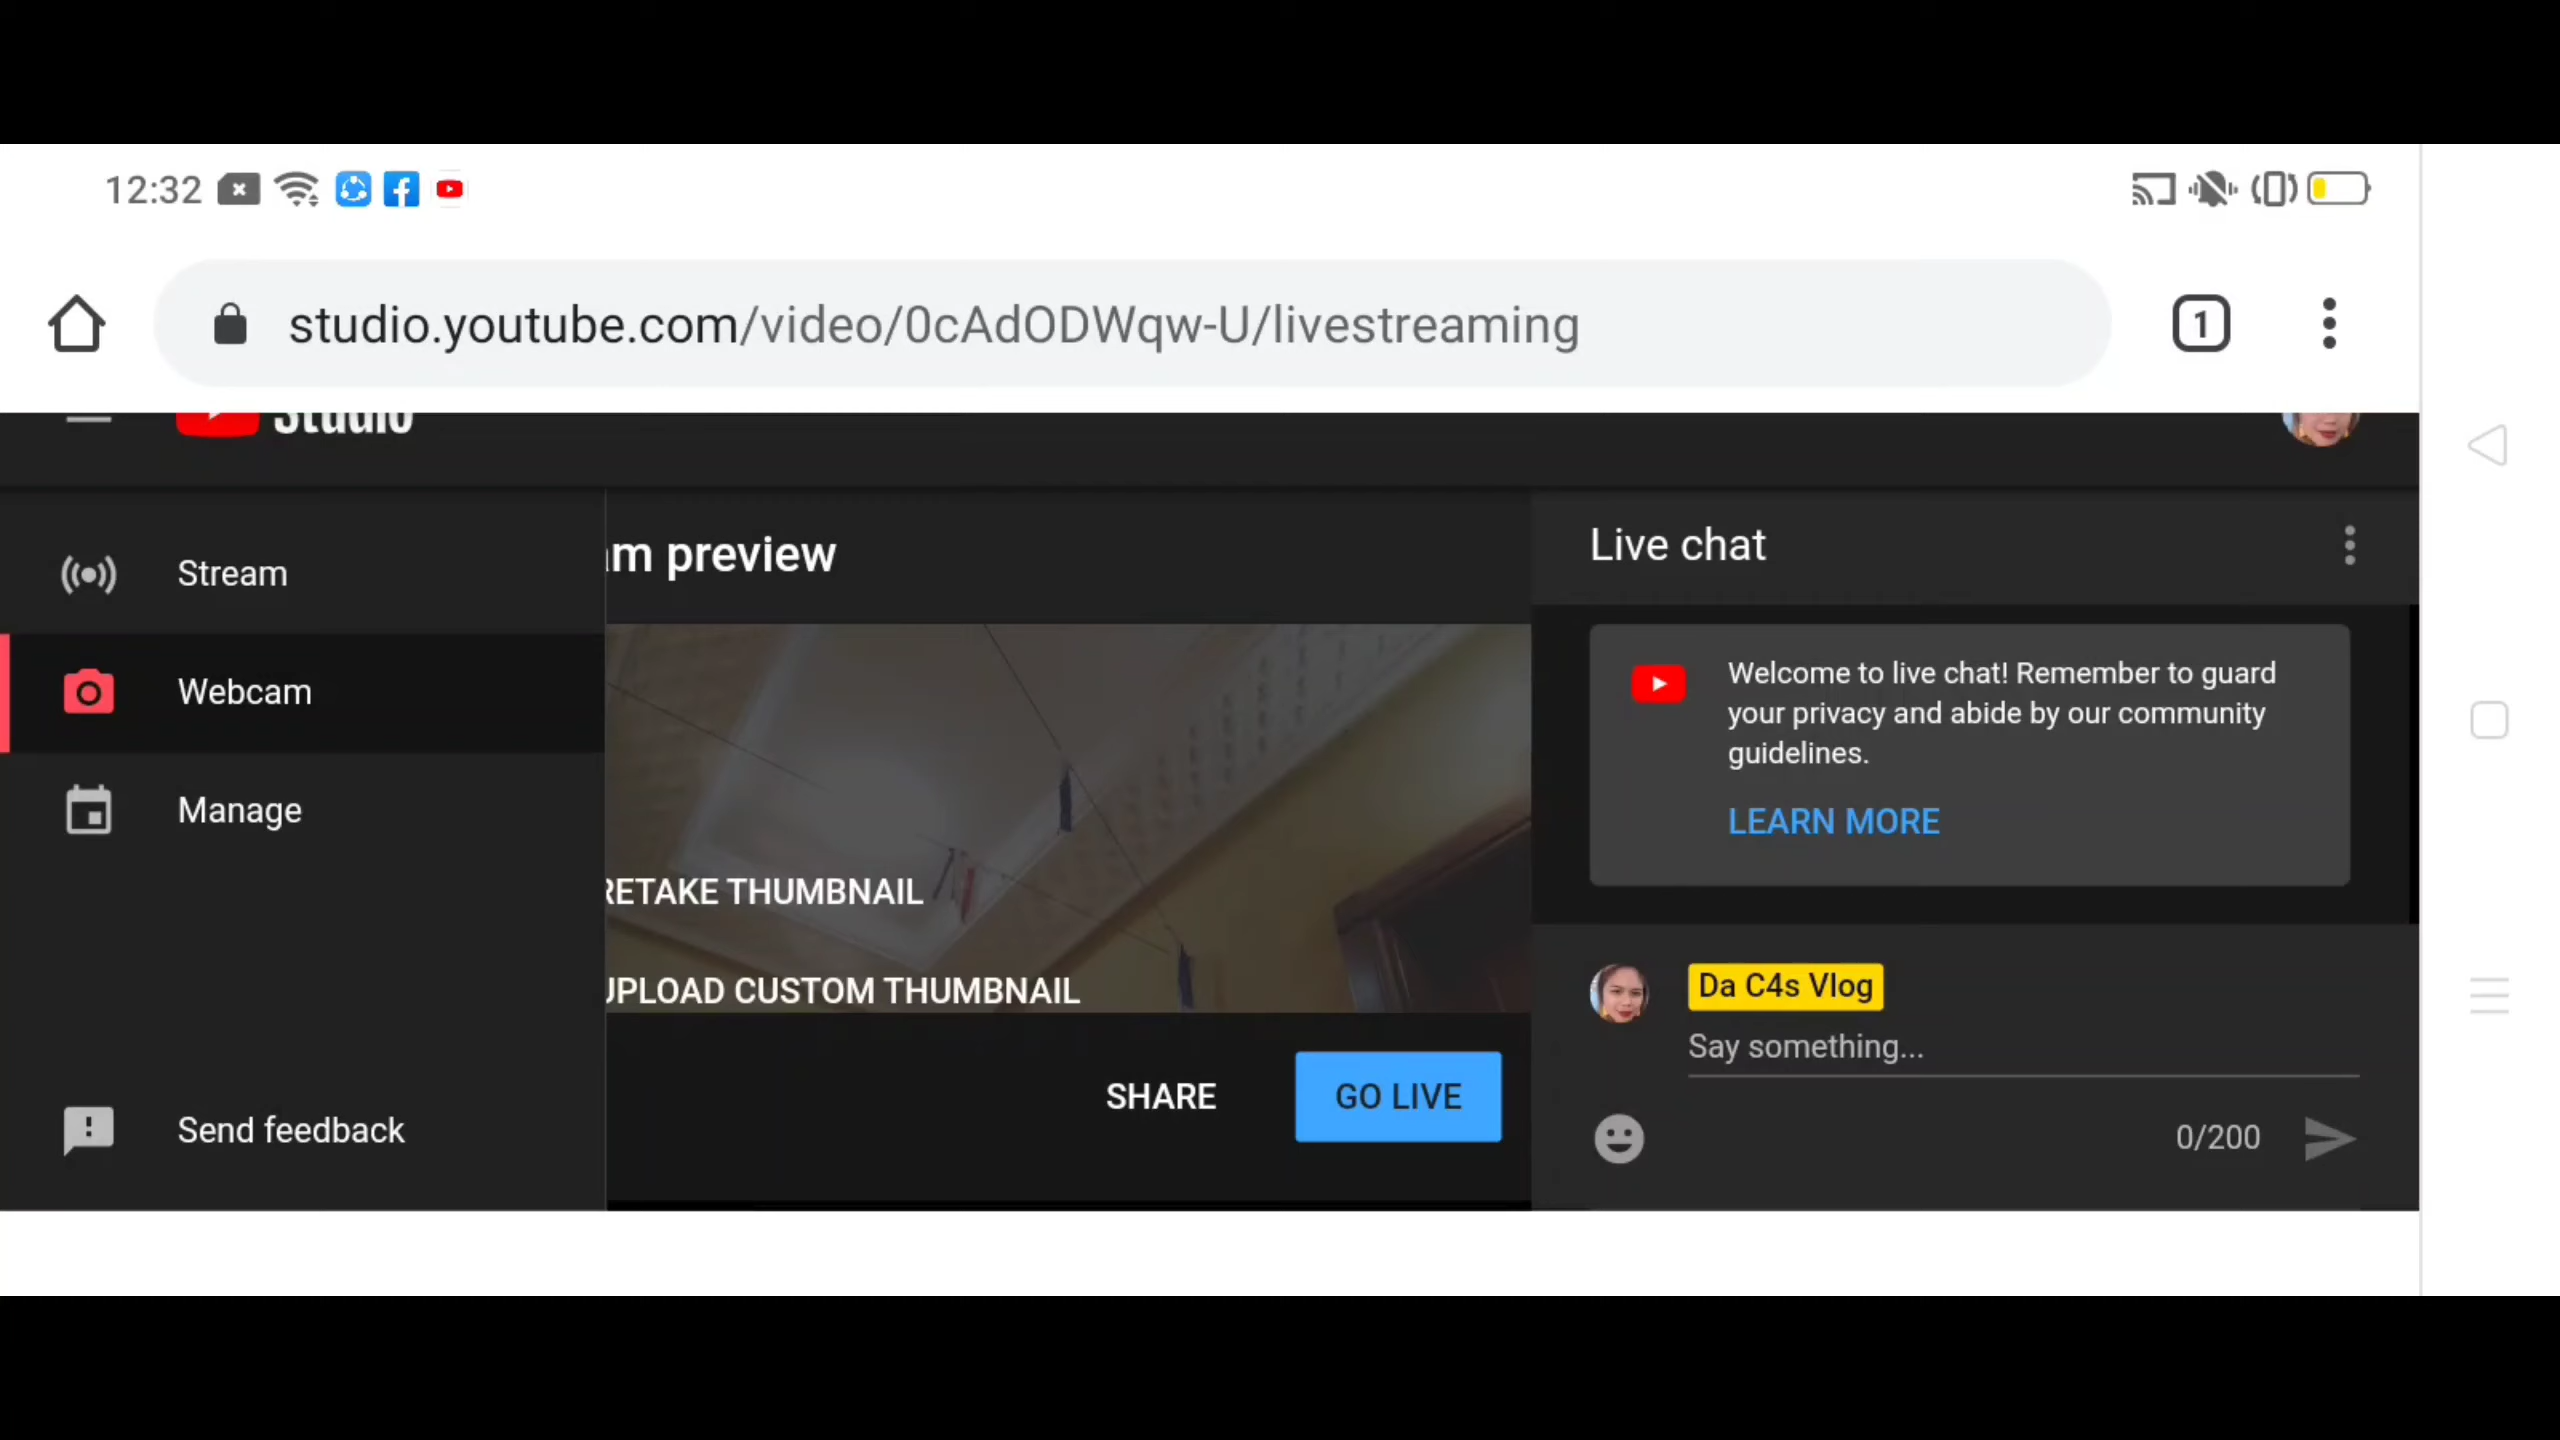 12:32
studio.youtube.com/video/0cAdODWqw-U/livestreaming
1
Studio
Stream
Webcam
Manage
Send feedback
am preview
RETAKE THUMBNAIL
UPLOAD CUSTOM THUMBNAIL
SHARE
GO LIVE
Live chat
Welcome to live chat! Remember to guard
your privacy and abide by our community
guidelines.
LEARN MORE
Da C4s Vlog
Say something...
0/200